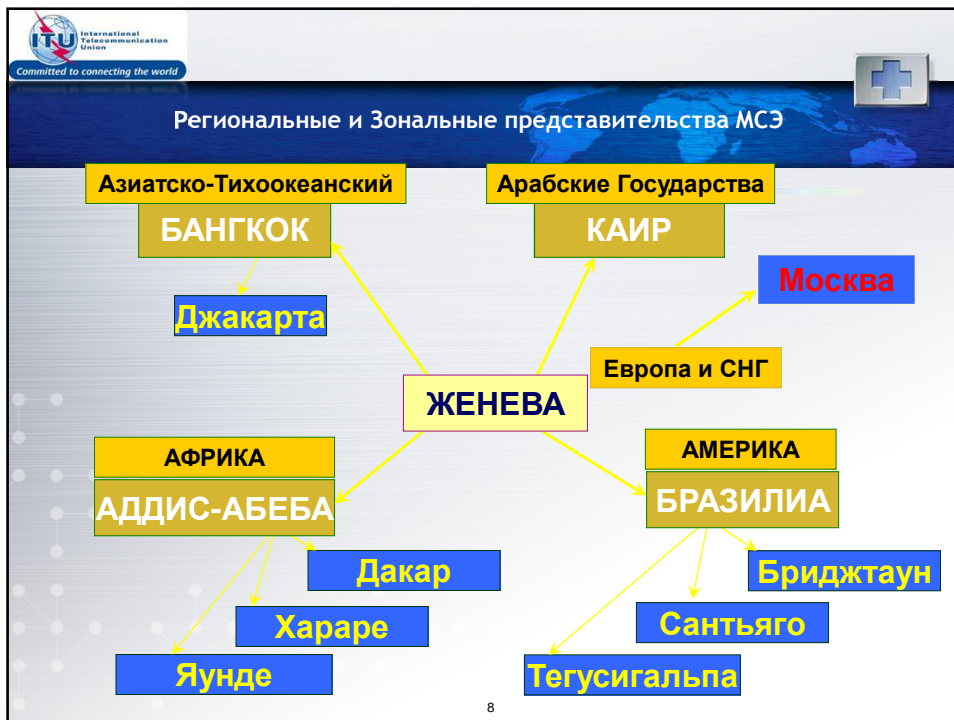 ITU
International
Telecommunication
Union
Committed to connecting the world
Региональные и Зональные представительства МСЭ
Азиатско-Тихоокеанский
БАНГКОК
Джакарта
Арабские Государства
КАИР
Москва
Европа и СНГ
ЖЕНЕВА
АФРИКА
АДДИС-АБЕБА
Дакар
Хараре
Яунде
АМЕРИКА
БРАЗИЛИА
Бриджтаун
Сантьяго
Тегусигальпа
8